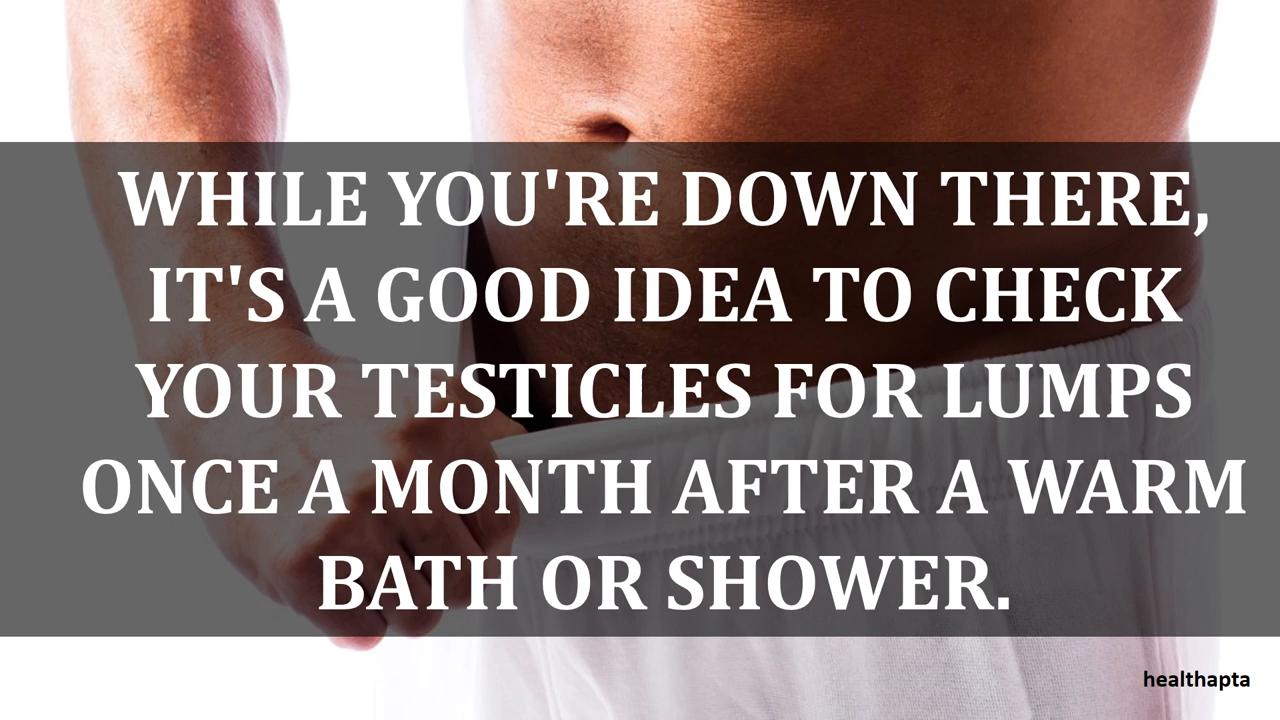 WHILE YOU'RE DOWN THERE,
IT'S A GOOD IDEA TO CHECK
YOUR TESTICLES FOR LUMPS
ONCE A MONTH AFTER A WARM
BATH OR SHOWER.
healthapta